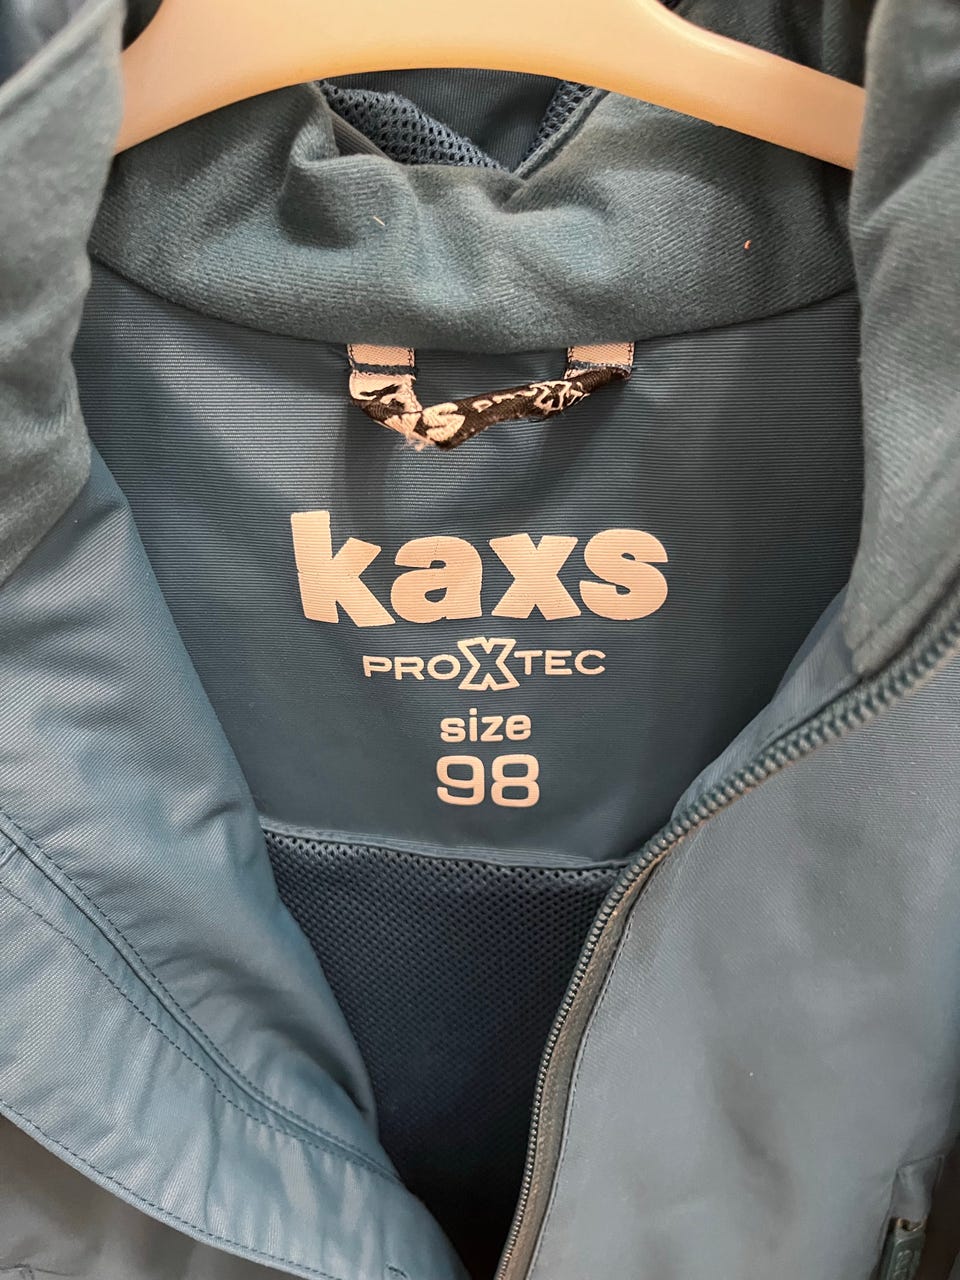 kaxs
PROXTEC
size
98